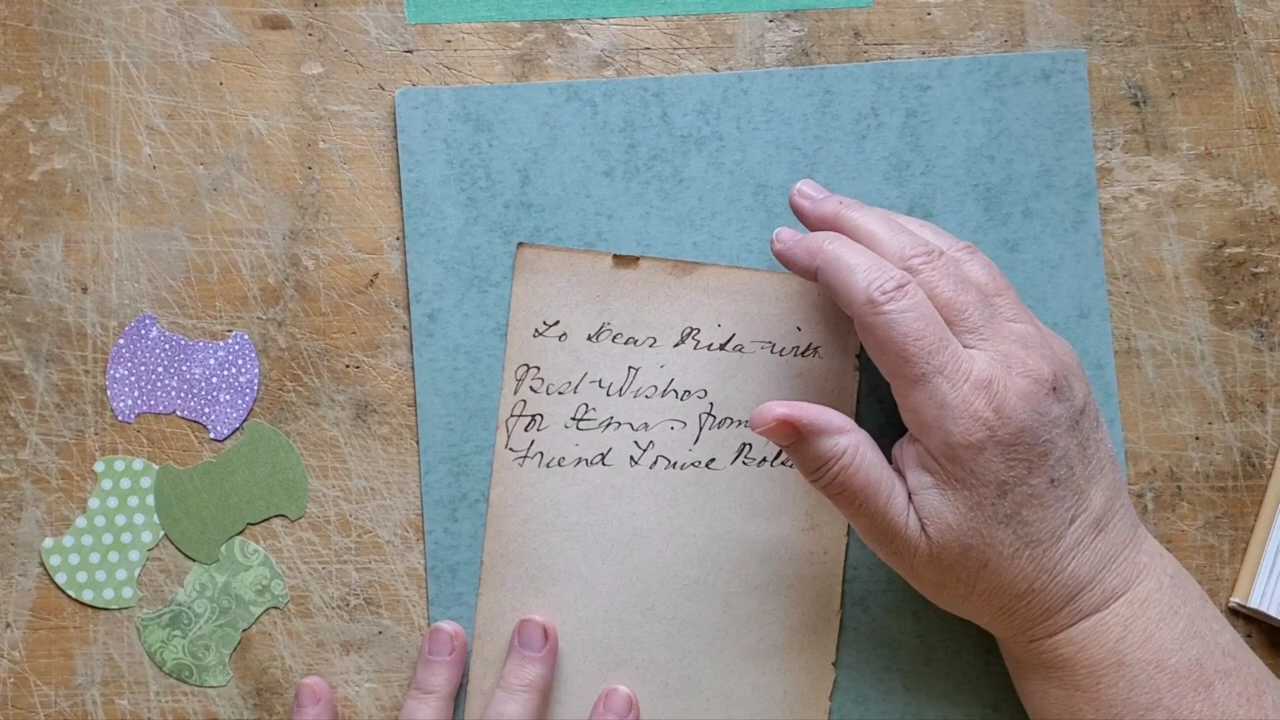 To Dear Rita with
Best Wishes
for Xmas from
Friend Louise